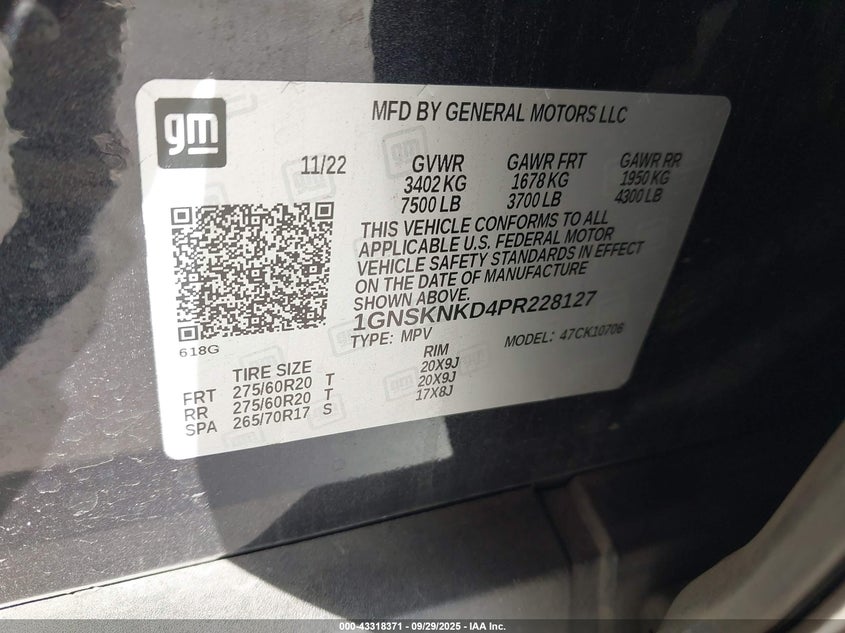 gm
MFD BY GENERAL MOTORS LLC
11/22 GVWR GAWR FRT GAWR RR
3402 KG 1678 KG 1950 KG
7500 LB 3700 LB 4300 LB
THIS VEHICLE CONFORMS TO ALL
APPLICABLE U.S. FEDERAL MOTOR
VEHICLE SAFETY STANDARDS IN EFFECT
ON THE DATE OF MANUFACTURE
SHOWN ABOVE.
1GNSKNKD4PR228127
618G TYPE: MPV MODEL: 47CK10706
TIRE SIZE RIM
FRT 275/60R20 T 20X9J
RR 275/60R20 T 20X9J
SPA 265/70R17 S 17X8J
000-43318371 - 09/29/2025 - IAA Inc.